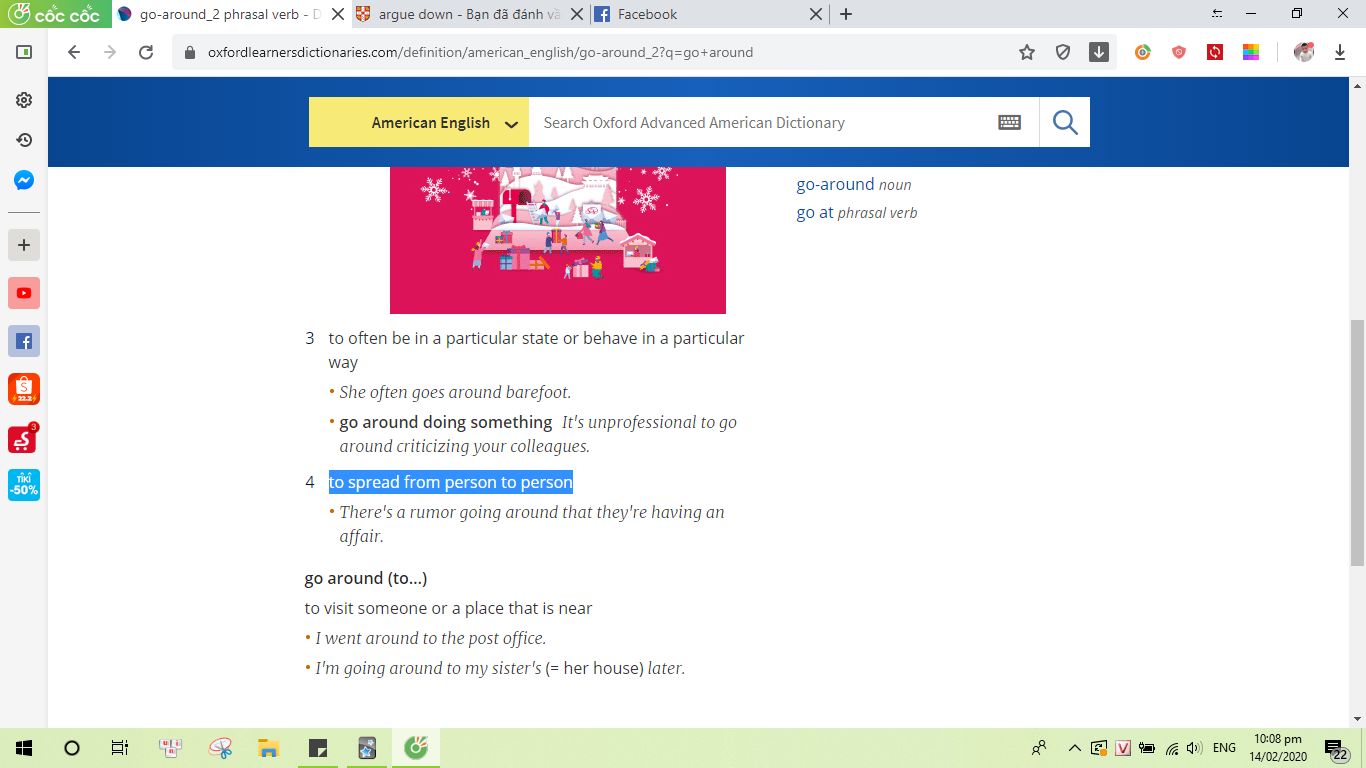 CỐC CỐC
go-around_2 phrasal verb - D
argue down - Bạn đã đánh vầ
Facebook
oxfordlearnersdictionaries.com/definition/american_english/go-around_2?q=go+around
American English
Search Oxford Advanced American Dictionary
go-around noun
go at phrasal verb
3 to often be in a particular state or behave in a particular
way
• She often goes around barefoot.
• go around doing something It's unprofessional to go
around criticizing your colleagues.
4 to spread from person to person
• There's a rumor going around that they're having an
affair.
go around (to…)
to visit someone or a place that is near
• I went around to the post office.
• I'm going around to my sister's (= her house) later.
22.2
3
TIKI
-50%
ENG
10:08 pm
14/02/2020
22